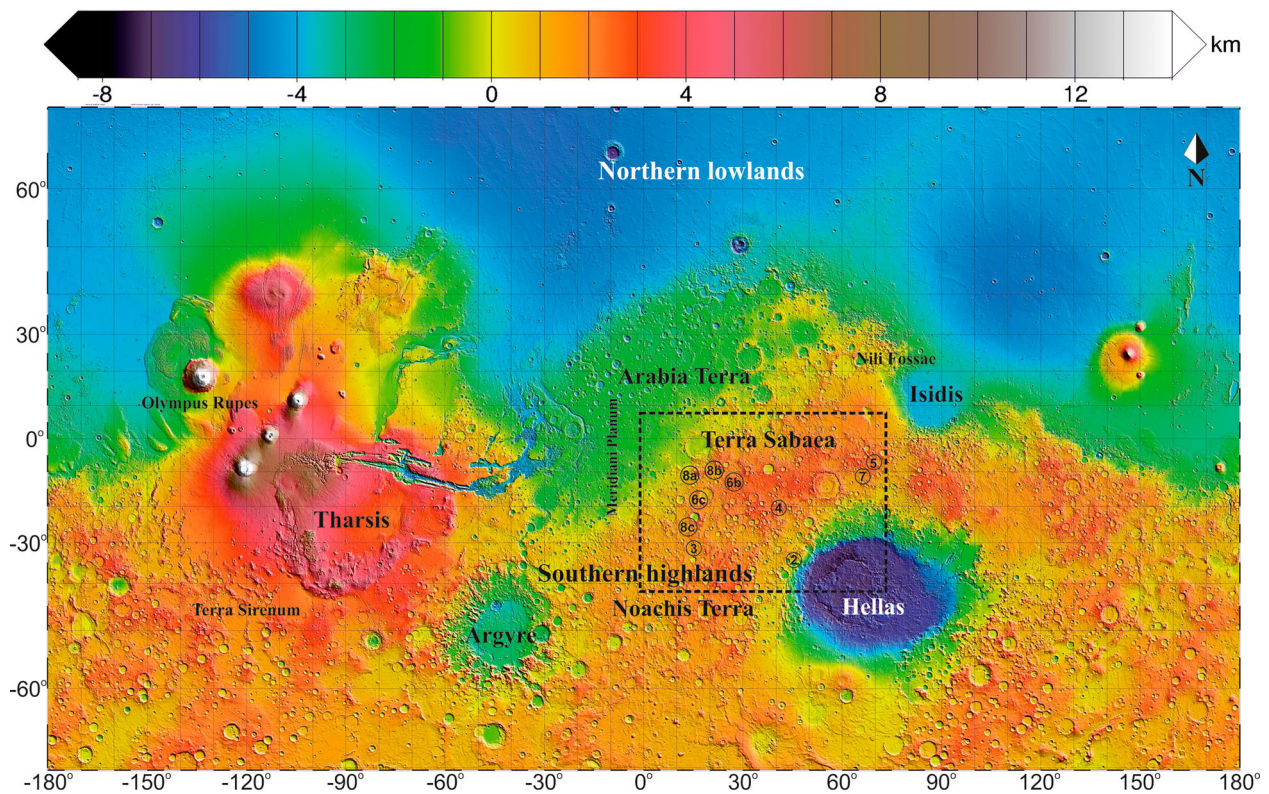 -8 -4 0 4 8 12 km
Northern lowlands
N
60°
30°
Nili Fossae
Arabia Terra
Isidis
Olympus Rupes
Meridiani Planum
0°
Terra Sabaea
5
8a 8b 6b 7
6c
4
Tharsis
8c
-30°
3
2
Southern highlands
Terra Sirenum
Noachis Terra
Hellas
Argyre
-60°
-180 -150 -120 -90 -60 -30 0° 30 60 90 120 150 180°